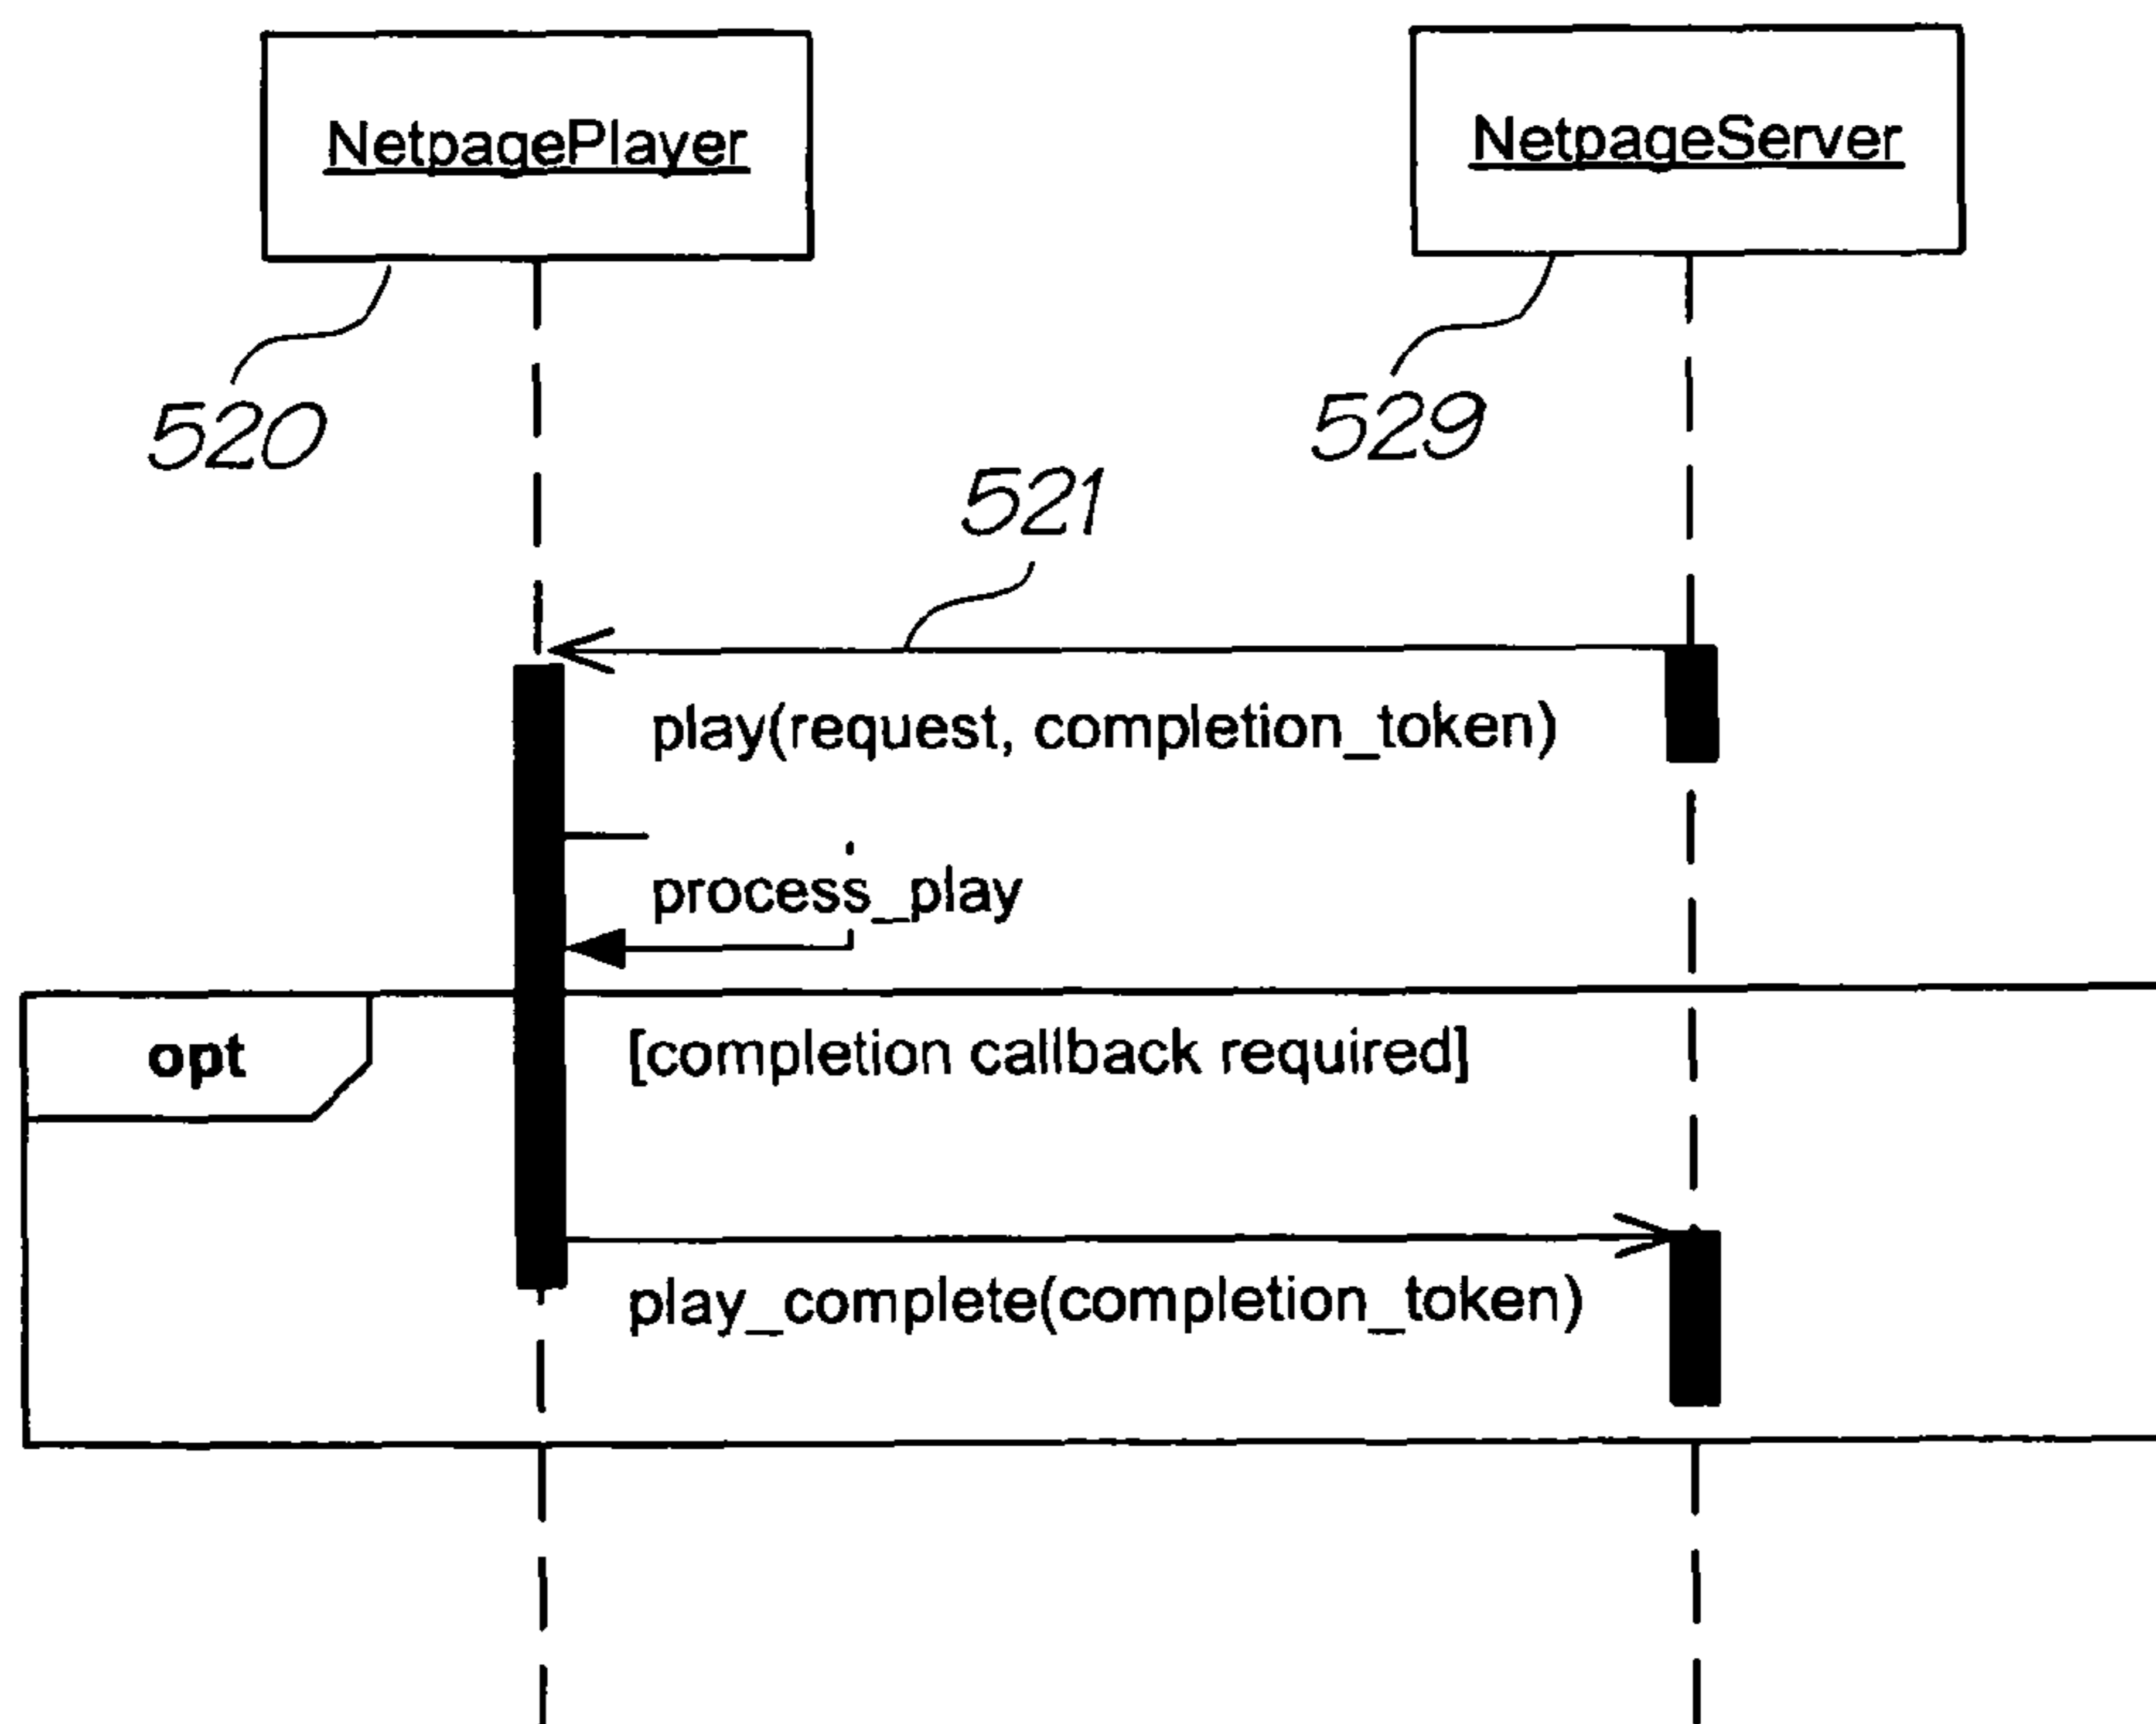 NetpagePlayer
NetpageServer
520
529
521
play(request, completion_token)
process_play
opt
[completion callback required]
play_complete(completion_token)